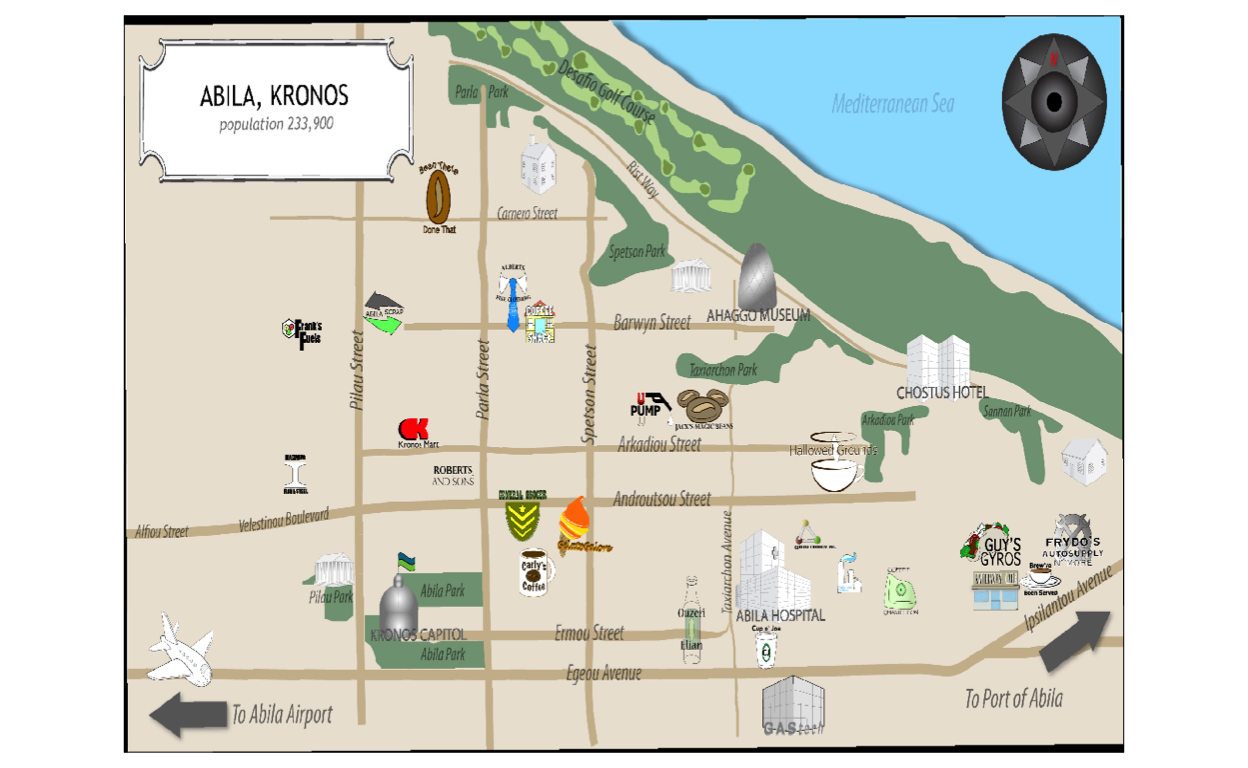 ABILA, KRONOS
population 233,900
Parla Park
Desafio Golf Course
Mediterranean Sea
N
Been There
Done That
Rist Way
Carnero Street
Spetson Park
ALBERTS
FINE CLOTHING
ABILA SCRAP
Frank's
Fuels
Barwyn Street
AHAGGO MUSEUM
Pilau Street
Parla Street
Spetson Street
Taxiarchon Park
CHOSTUS HOTEL
U
PUMP
JACK'S MAGIC BEANS
Arkadiou Park
Sannan Park
Kronos Mart
Arkadiou Street
Hallowed Grounds
ROBERTS
AND SONS
GENERAL GROCER
Androutsou Street
Alfiou Street
Velestinou Boulevard
Carly's
Coffee
Taxiarchon Avenue
GUY'S
GYROS
FRYDO'S
AUTOSUPPLY
N'MORE
Brew've
Been Served
Ipsilantou Avenue
Pilau Park
Abila Park
KRONOS CAPITOL
Abila Park
Ermou Street
Ouzeri
Elian
ABILA HOSPITAL
Cup o' Joe
COFFEE
Egeou Avenue
To Abila Airport
To Port of Abila
GAStech